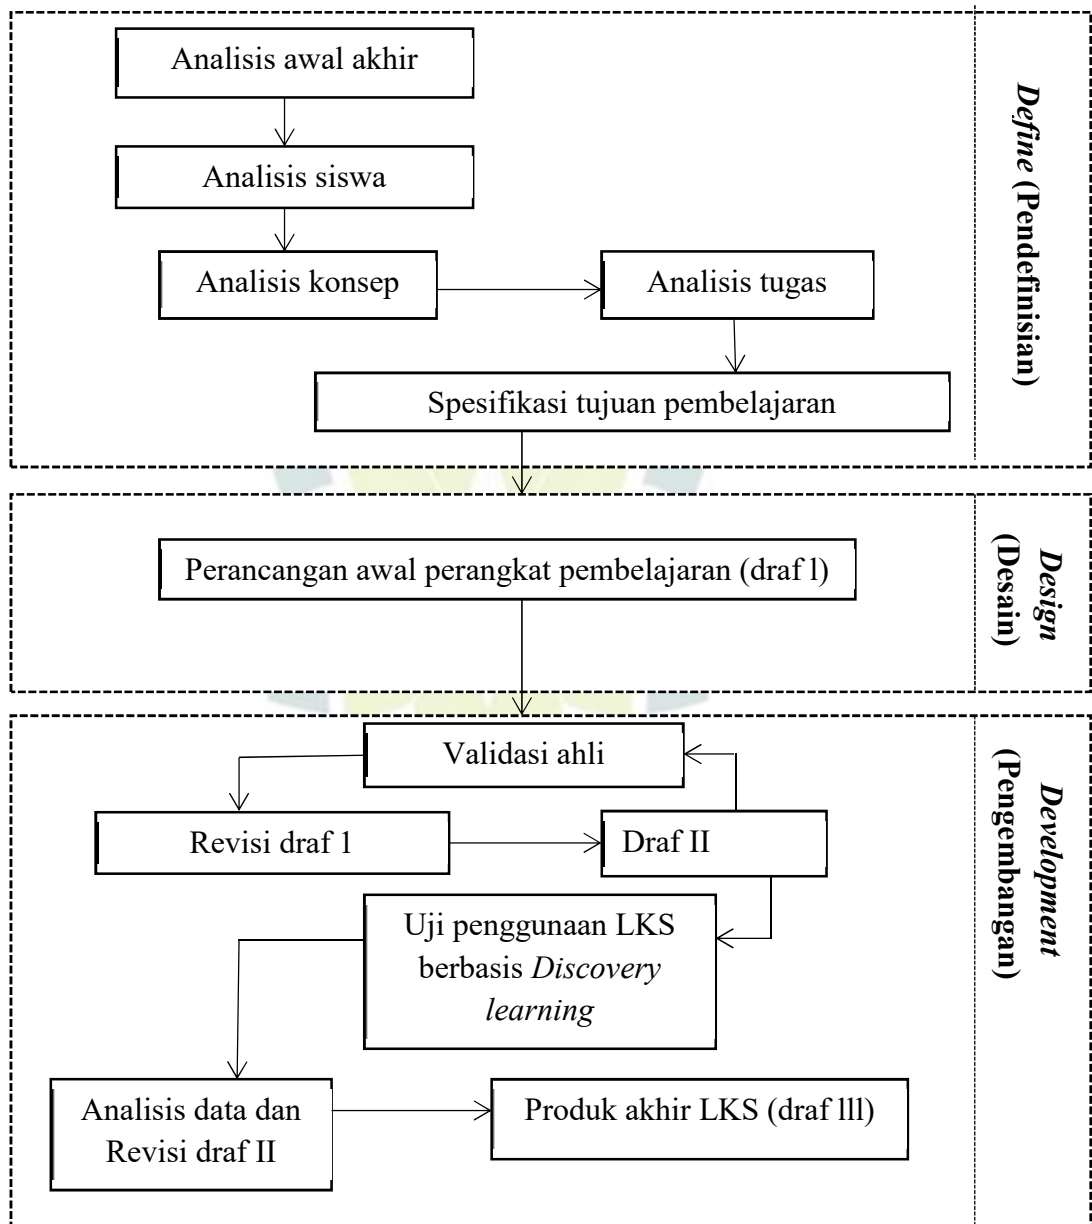 Analisis awal akhir
Analisis siswa
Analisis konsep
Analisis tugas
Spesifikasi tujuan pembelajaran
Define (Pendefinisian)
Perancangan awal perangkat pembelajaran (draf l)
Design
(Desain)
Validasi ahli
Revisi draf 1
Draf II
Uji penggunaan LKS
berbasis Discovery
learning
Analisis data dan
Revisi draf II
Produk akhir LKS (draf lll)
Development
(Pengembangan)